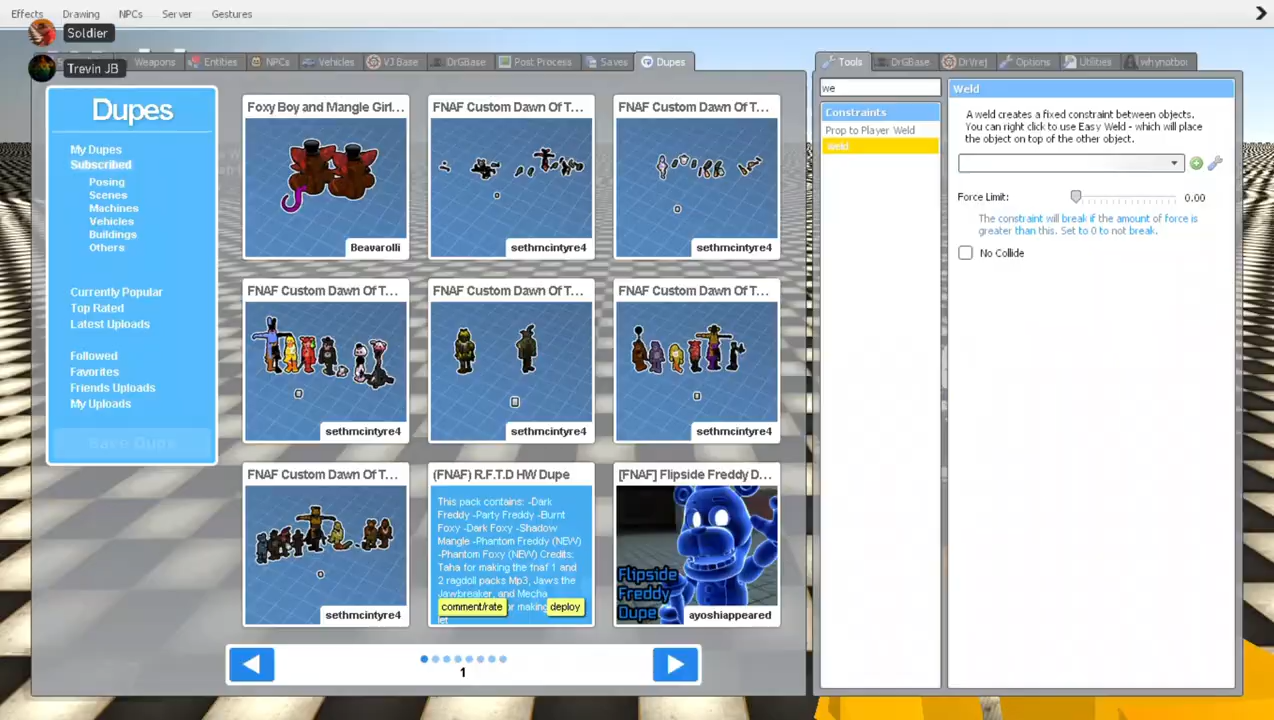 Effects
Drawing
NPCs
Server
Gestures
Soldier
Trevin JB
Weapons
Entities
NPCs
Vehicles
VJ Base
DrGBase
Post Process
Saves
Dupes
Tools
DrGBase
DrVrej
Options
Utilities
whynotboi
Dupes
My Dupes
Subscribed
Posing
Scenes
Machines
Vehicles
Buildings
Others
Currently Popular
Top Rated
Latest Uploads
Followed
Favorites
Friends Uploads
My Uploads
Save Dupe
Foxy Boy and Mangle Girl...
Beavarolli
FNAF Custom Dawn Of T...
sethmcintyre4
FNAF Custom Dawn Of T...
sethmcintyre4
FNAF Custom Dawn Of T...
sethmcintyre4
FNAF Custom Dawn Of T...
sethmcintyre4
FNAF Custom Dawn Of T...
sethmcintyre4
FNAF Custom Dawn Of T...
sethmcintyre4
(FNAF) R.F.T.D HW Dupe
This pack contains: -Dark
Freddy -Party Freddy -Burnt
Foxy -Dark Foxy -Shadow
Mangle -Phantom Freddy (NEW)
-Phantom Foxy (NEW) Credits:
Taha for making the fnaf 1 and
2 ragdoll packs Mp3, Jaws the
Jawbreaker, and Mecha
comment/rate
or making
deploy
let
[FNAF] Flipside Freddy D...
Flipside
Freddy
Dupe
ayoshiappeared
1
we
Constraints
Prop to Player Weld
weld
Weld
A weld creates a fixed constraint between objects.
You can right click to use Easy Weld - which will place
the object on top of the other object.
Force Limit:
0.00
The constraint will break if the amount of force is
greater than this. Set to 0 to not break.
No Collide